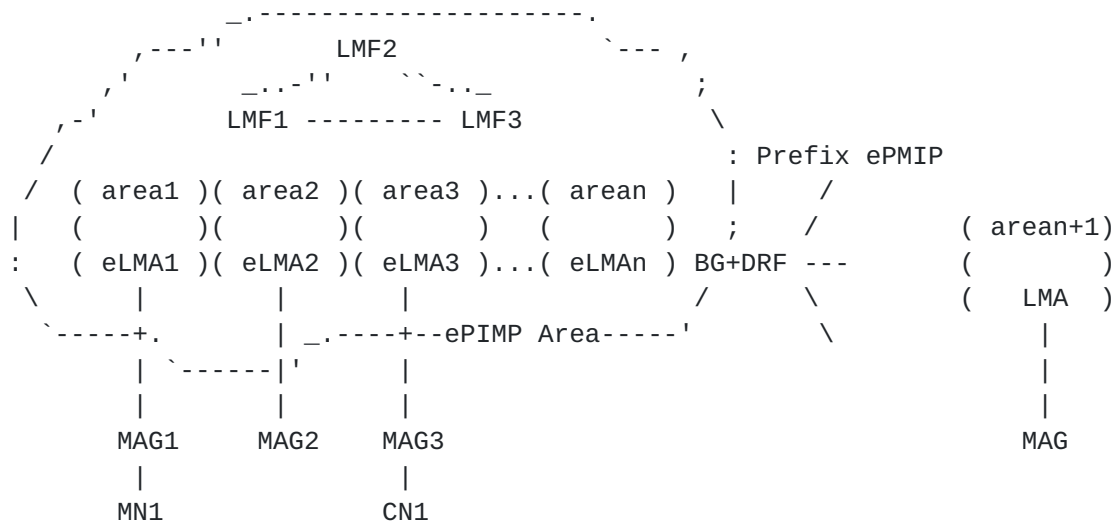 LMF2
LMF1 --------- LMF3
: Prefix ePMIP
( area1 )( area2 )( area3 )...( arean ) ( arean+1)
( eLMA1 )( eLMA2 )( eLMA3 )...( eLMAn ) BG+DRF ---
( LMA )
ePIMP Area
MAG1 MAG2 MAG3 MAG
MN1 CN1